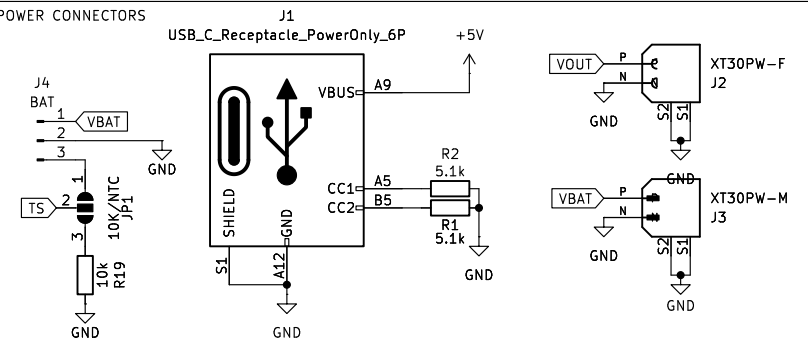 POWER CONNECTORS
J1
USB_C_Receptacle_PowerOnly_6P
+5V
VBUS
A9
SHIELD
GND
CC1
A5
CC2
B5
S1
A12
GND
R2
5.1k
R1
5.1k
GND
J4
BAT
1
VBAT
2
3
GND
TS
1
2
3
10K/NTC
JP1
10k
R19
GND
VOUT
P
N
GND
XT30PW-F
J2
S2
S1
GND
VBAT
P
N
GND
XT30PW-M
J3
S2
S1
GND